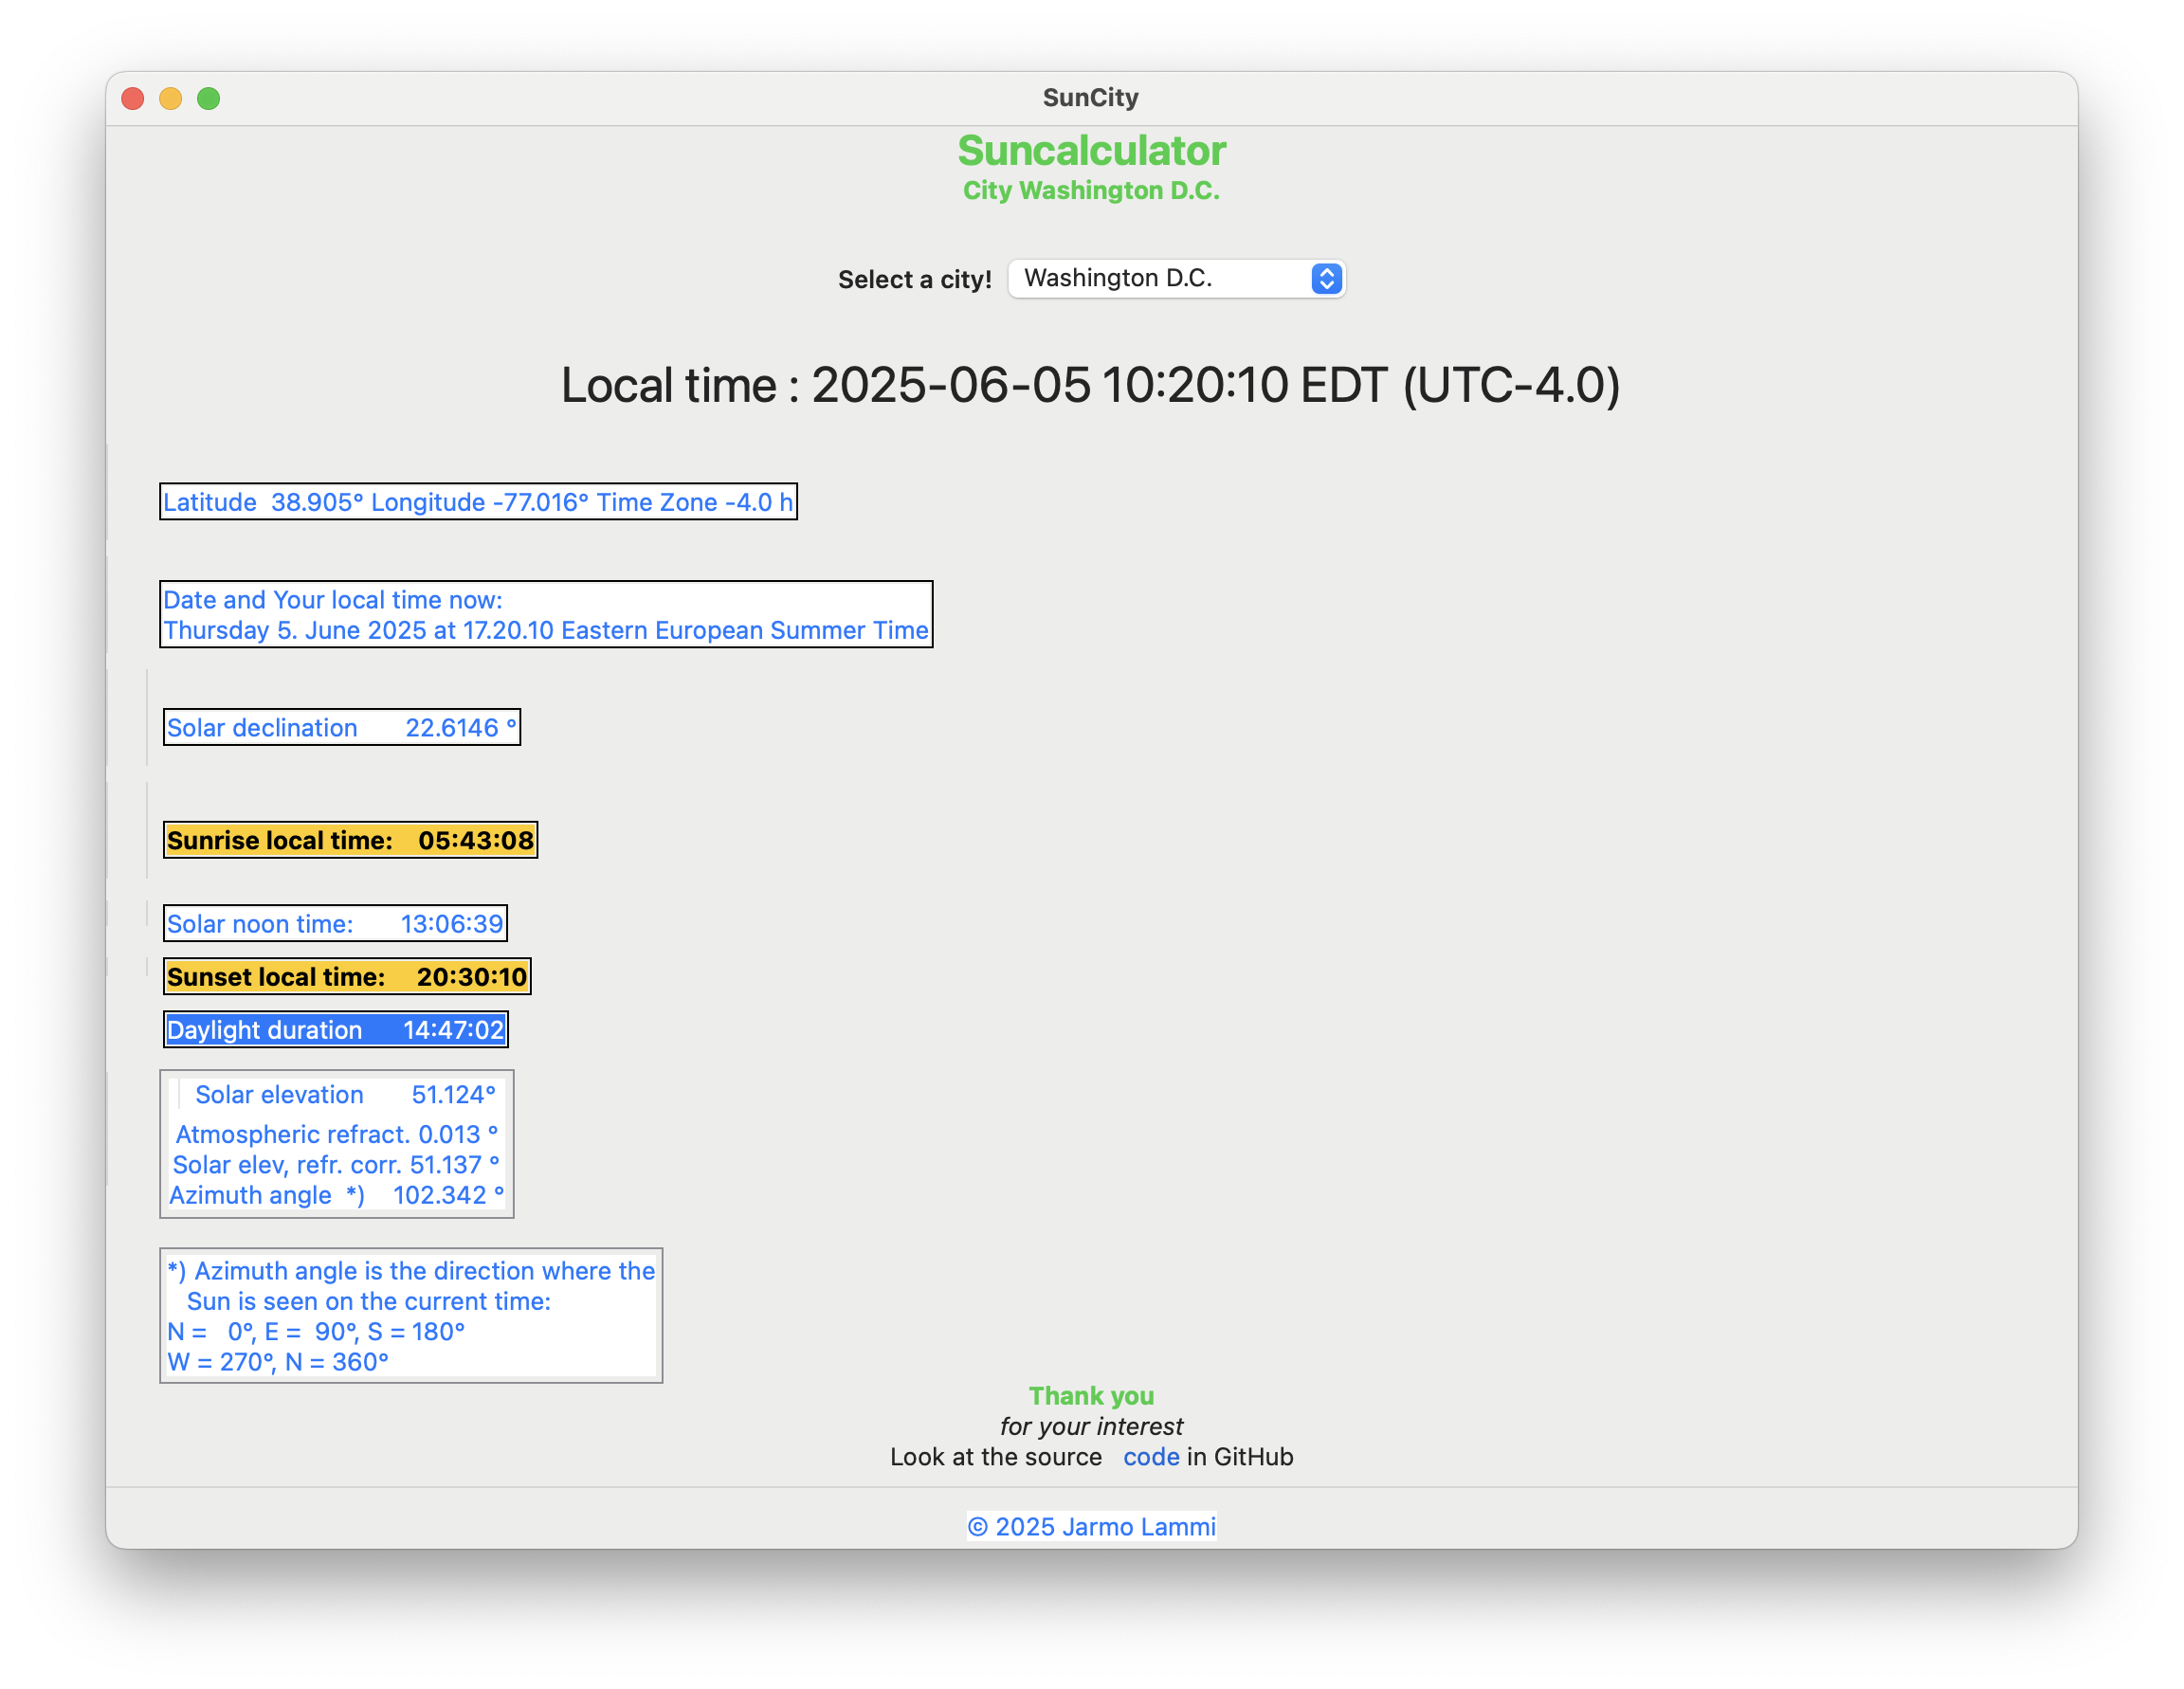 SunCity
Suncalculator
City Washington D.C.
Select a city! Washington D.C.
Local time : 2025-06-05 10:20:10 EDT (UTC-4.0)
Latitude 38.905° Longitude -77.016° Time Zone -4.0 h
Date and Your local time now:
Thursday 5. June 2025 at 17.20.10 Eastern European Summer Time
Solar declination 22.6146 °
Sunrise local time: 05:43:08
Solar noon time: 13:06:39
Sunset local time: 20:30:10
Daylight duration 14:47:02
Solar elevation 51.124°
Atmospheric refract. 0.013 °
Solar elev, refr. corr. 51.137 °
Azimuth angle *) 102.342 °
*) Azimuth angle is the direction where the
Sun is seen on the current time:
N = 0°, E = 90°, S = 180°
W = 270°, N = 360°
Thank you
for your interest
Look at the source code in GitHub
© 2025 Jarmo Lammi